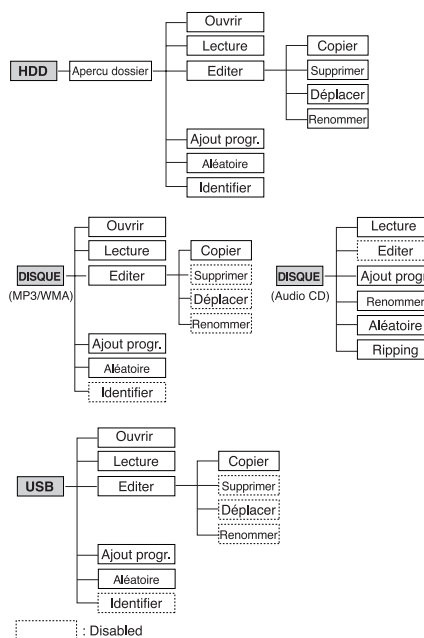 Ouvrir
Lecture
Copier
HDD
Apercu dossier
Editer
Supprimer
Déplacer
Renommer
Ajout progr.
Aléatoire
Identifier
Ouvrir
Lecture
Copier
DISQUE
(MP3/WMA)
Editer
Supprimer
Déplacer
Renommer
Ajout progr.
Aléatoire
Identifier
Lecture
Editer
DISQUE
(Audio CD)
Ajout progr
Renommer
Aléatoire
Ripping
Ouvrir
Lecture
Copier
USB
Editer
Supprimer
Déplacer
Renommer
Ajout progr.
Aléatoire
Identifier
: Disabled